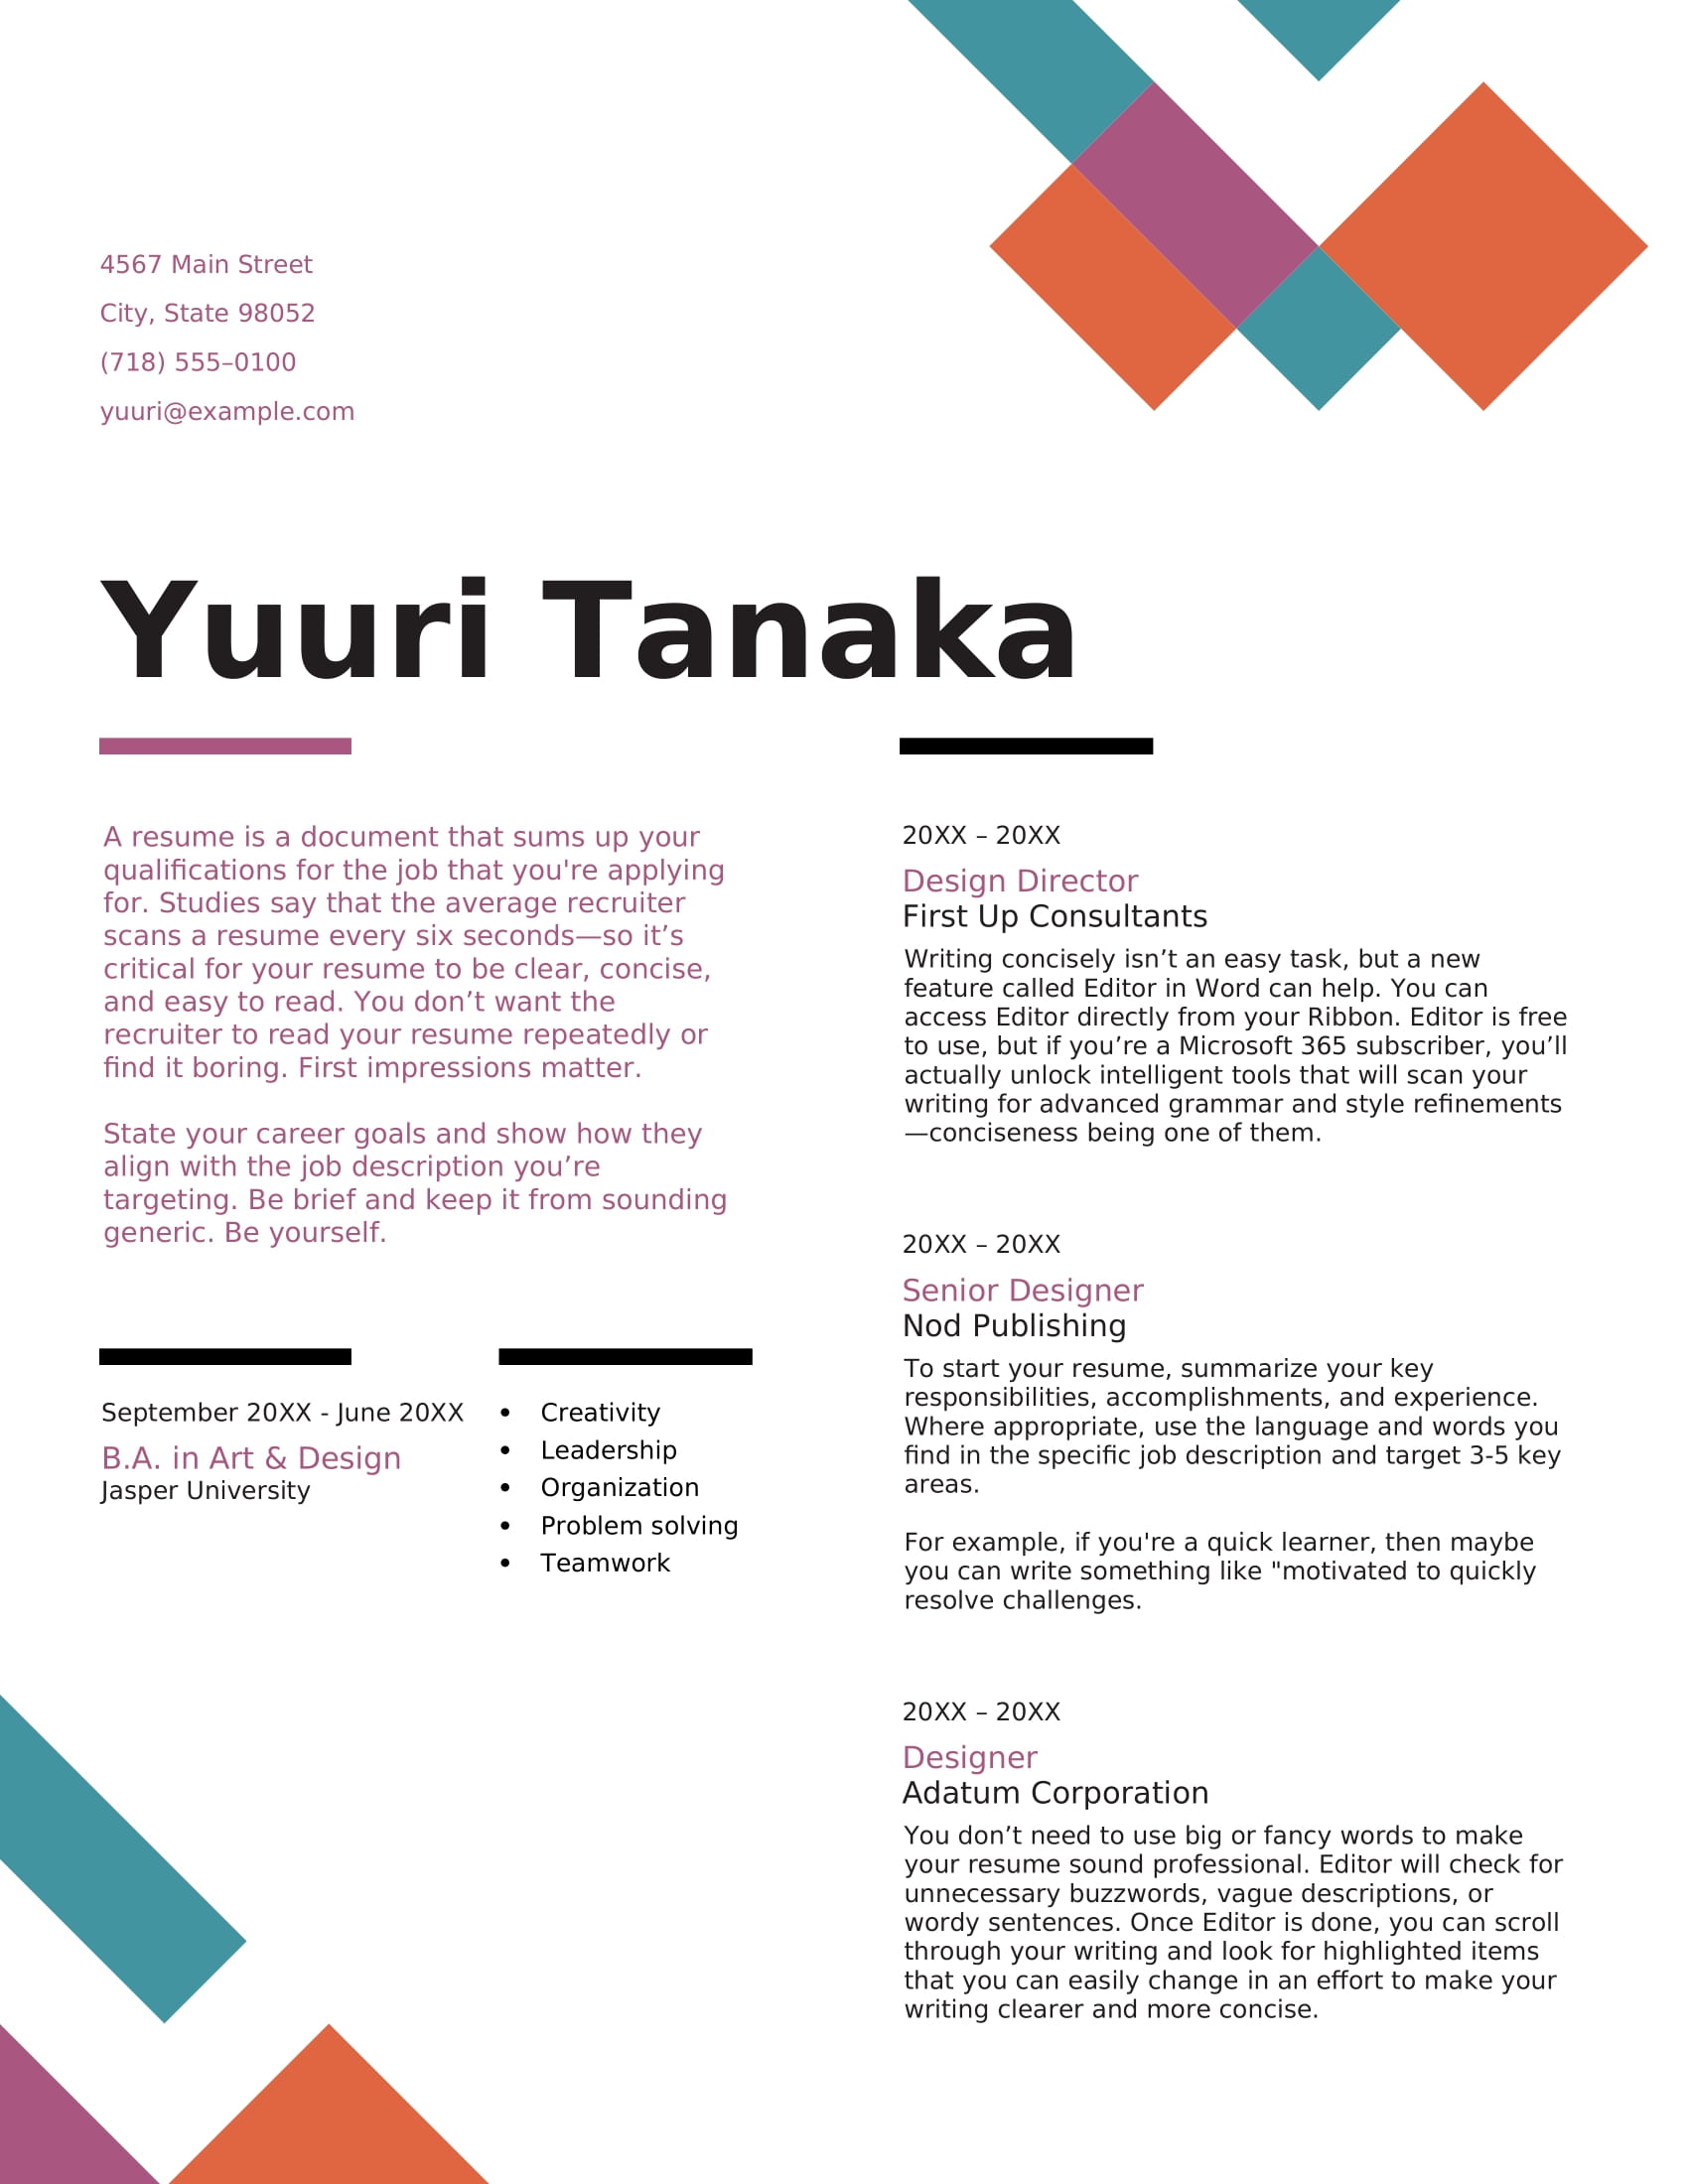 4567 Main Street
City, State 98052
(718) 555–0100
yuuri@example.com
Yuuri Tanaka
A resume is a document that sums up your
qualifications for the job that you're applying
for. Studies say that the average recruiter
scans a resume every six seconds—so it’s
critical for your resume to be clear, concise,
and easy to read. You don’t want the
recruiter to read your resume repeatedly or
find it boring. First impressions matter.
State your career goals and show how they
align with the job description you’re
targeting. Be brief and keep it from sounding
generic. Be yourself.
September 20XX - June 20XX
B.A. in Art & Design
Jasper University
• Creativity
• Leadership
• Organization
• Problem solving
• Teamwork
20XX – 20XX
Design Director
First Up Consultants
Writing concisely isn’t an easy task, but a new
feature called Editor in Word can help. You can
access Editor directly from your Ribbon. Editor is free
to use, but if you’re a Microsoft 365 subscriber, you’ll
actually unlock intelligent tools that will scan your
writing for advanced grammar and style refinements
—conciseness being one of them.
20XX – 20XX
Senior Designer
Nod Publishing
To start your resume, summarize your key
responsibilities, accomplishments, and experience.
Where appropriate, use the language and words you
find in the specific job description and target 3-5 key
areas.
For example, if you're a quick learner, then maybe
you can write something like "motivated to quickly
resolve challenges.
20XX – 20XX
Designer
Adatum Corporation
You don’t need to use big or fancy words to make
your resume sound professional. Editor will check for
unnecessary buzzwords, vague descriptions, or
wordy sentences. Once Editor is done, you can scroll
through your writing and look for highlighted items
that you can easily change in an effort to make your
writing clearer and more concise.